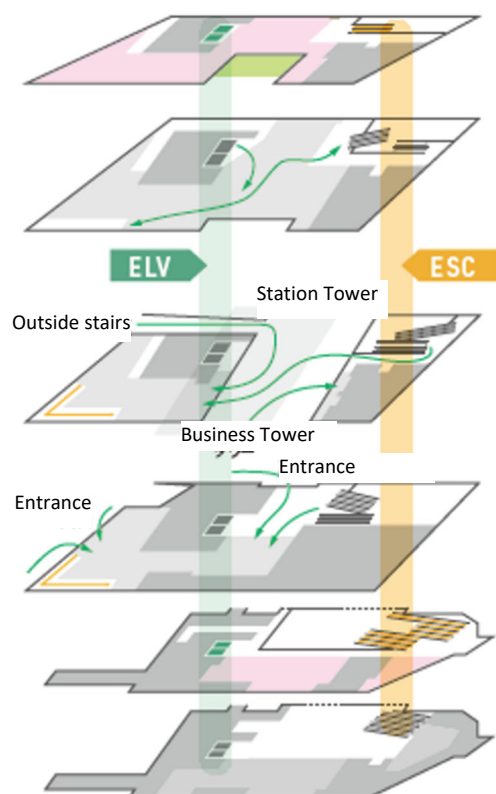 ELV
ESC
Station Tower
Outside stairs
Business Tower
Entrance
Entrance